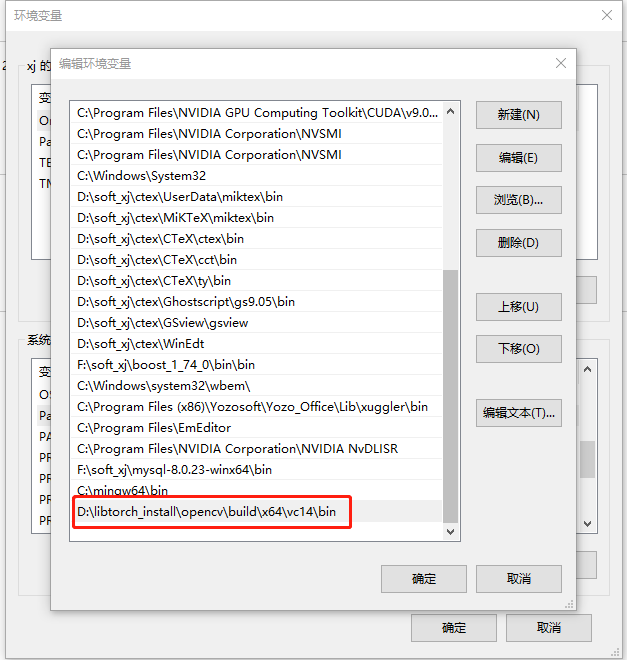 环境变量
2
xj 的
编辑环境变量
变
Or
Pa
TE
TM
C:\Program Files\NVIDIA GPU Computing Toolkit\CUDA\v9.0...
C:\Program Files\NVIDIA Corporation\NVSMI
C:\Program Files\NVIDIA Corporation\NVSMI
C:\Windows\System32
D:\soft_xj\ctex\UserData\miktex\bin
D:\soft_xj\ctex\MiKTeX\miktex\bin
D:\soft_xj\ctex\CTeX\ctex\bin
D:\soft_xj\ctex\CTeX\cct\bin
D:\soft_xj\ctex\CTeX\ty\bin
D:\soft_xj\ctex\Ghostscript\gs9.05\bin
D:\soft_xj\ctex\GSview\gsview
D:\soft_xj\ctex\WinEdt
F:\soft_xj\boost_1_74_0\bin\bin
C:\Windows\system32\wbem\
C:\Program Files (x86)\Yozosoft\Yozo_Office\Lib\xuggler\bin
C:\Program Files\EmEditor
C:\Program Files\NVIDIA Corporation\NVIDIA NvDLISR
F:\soft_xj\mysql-8.0.23-winx64\bin
C:\mingw64\bin
D:\libtorch_install\opencv\build\x64\vc14\bin
新建(N)
编辑(E)
浏览(B)...
删除(D)
上移(U)
下移(O)
编辑文本(T)...
系统
变
OS
Pa
PA
PR
PR
PR
确定
取消
确定
取消